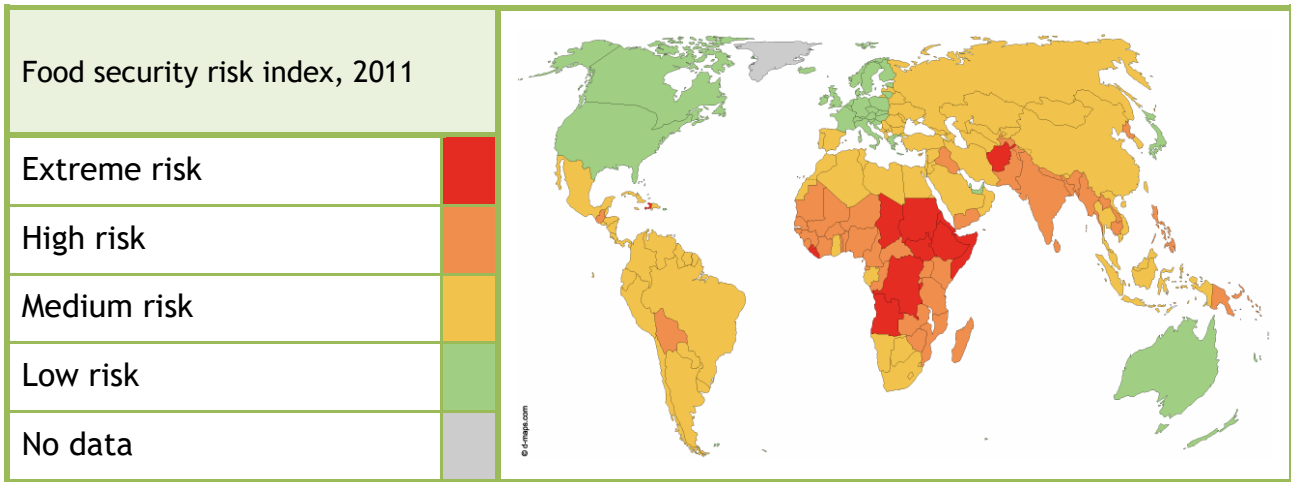 Food security risk index, 2011
Extreme risk
High risk
Medium risk
Low risk
No data
© d-maps.com